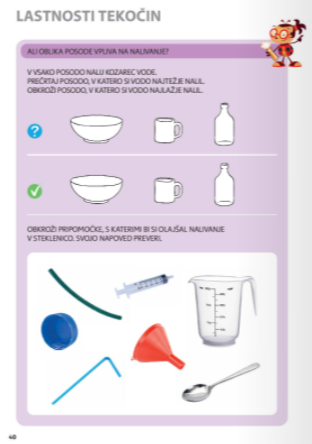 LASTNOSTI TEKOČIN
ALI OBLIKA POSODE VPLIVA NA NALIVANJE?
V VSAKO POSODO NALIJ KOZAREC VODE.
PREČRTAJ POSODO, V KATERO SI VODO NAJTEŽJE NALIL.
OBKROŽI POSODO, V KATERO SI VODO NAJLAŽJE NALIL.
?
OBKROŽI PRIPOMOČKE, S KATERIMI BI SI OLAJŠAL NALIVANJE
V STEKLENICO. SVOJO NAPOVED PREVERI.
40